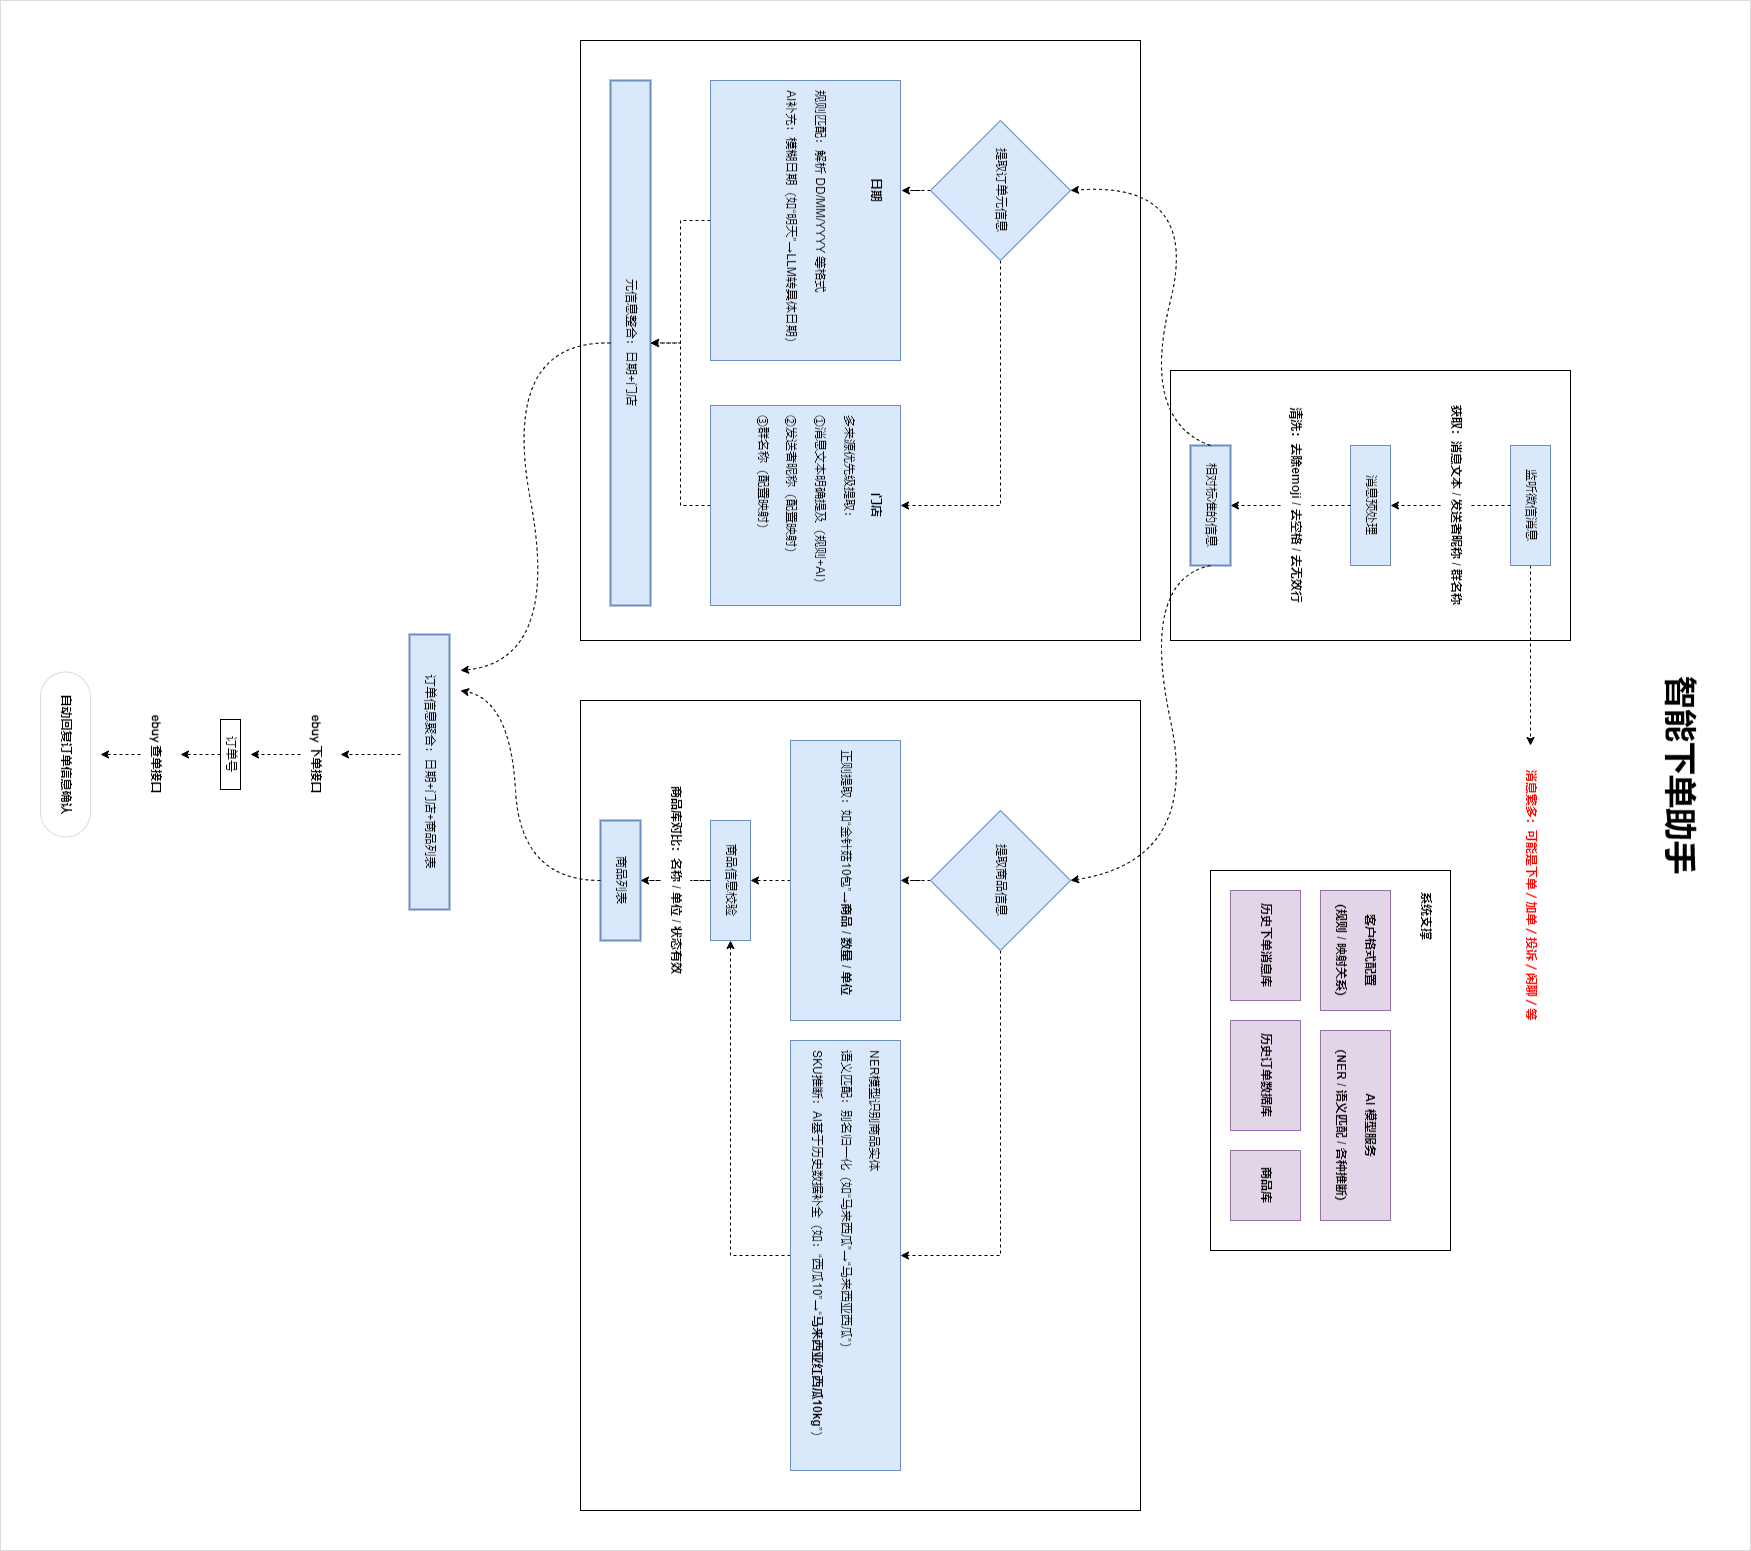 智能下单助手
监听微信消息
消息繁多：可能是下单 / 加单 / 投诉 / 闲聊 / 等
获取：消息文本 / 发送者昵称 / 群名称
消息预处理
清洗：去除emoji / 去空格 / 去无效行
相对标准的信息
系统支撑
客户格式配置
(规则 / 映射关系)
AI 模型服务
(NER / 语义匹配 / 各种推断)
历史下单消息库
历史订单数据库
商品库
提取订单元信息
日期
规则匹配：解析 DD/MM/YYYY 等格式
AI补充：模糊日期（如“明天”→LLM转具体日期）
门店
多来源优先级提取：
①消息文本明确提及（规则+AI）
②发送者昵称（配置映射）
③群名称（配置映射）
元信息整合：日期+门店
提取商品信息
正则提取：如“金针菇10包”→商品 / 数量 / 单位
NER模型识别商品实体
语义匹配：别名归一化（如“马来西瓜”→“马来西亚西瓜”）
SKU推断：AI基于历史数据补全（如：“西瓜10”→“马来西亚红西瓜10kg”）
商品信息校验
商品库对比：名称 / 单位 / 状态有效
商品列表
订单信息聚合：日期+门店+商品列表
ebuy 下单接口
订单号
ebuy 查单接口
自动回复订单信息确认